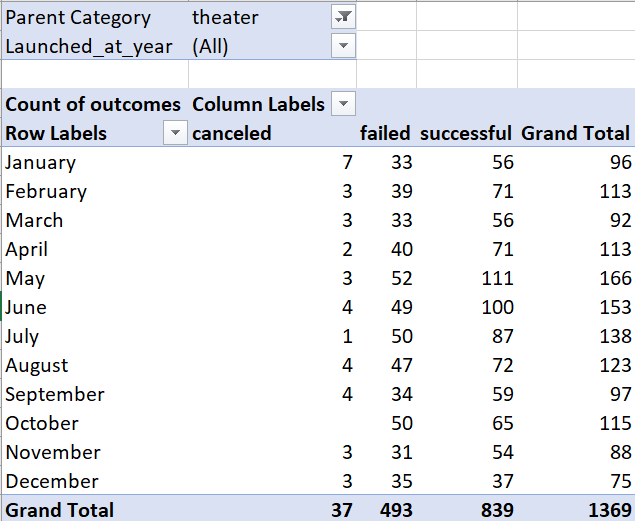 Parent Category theater
Launched_at_year (All)
Count of outcomes Column Labels
Row Labels canceled failed successful Grand Total
January 7 33 56 96
February 3 39 71 113
March 3 33 56 92
April 2 40 71 113
May 3 52 111 166
June 4 49 100 153
July 1 50 87 138
August 4 47 72 123
September 4 34 59 97
October 50 65 115
November 3 31 54 88
December 3 35 37 75
Grand Total 37 493 839 1369